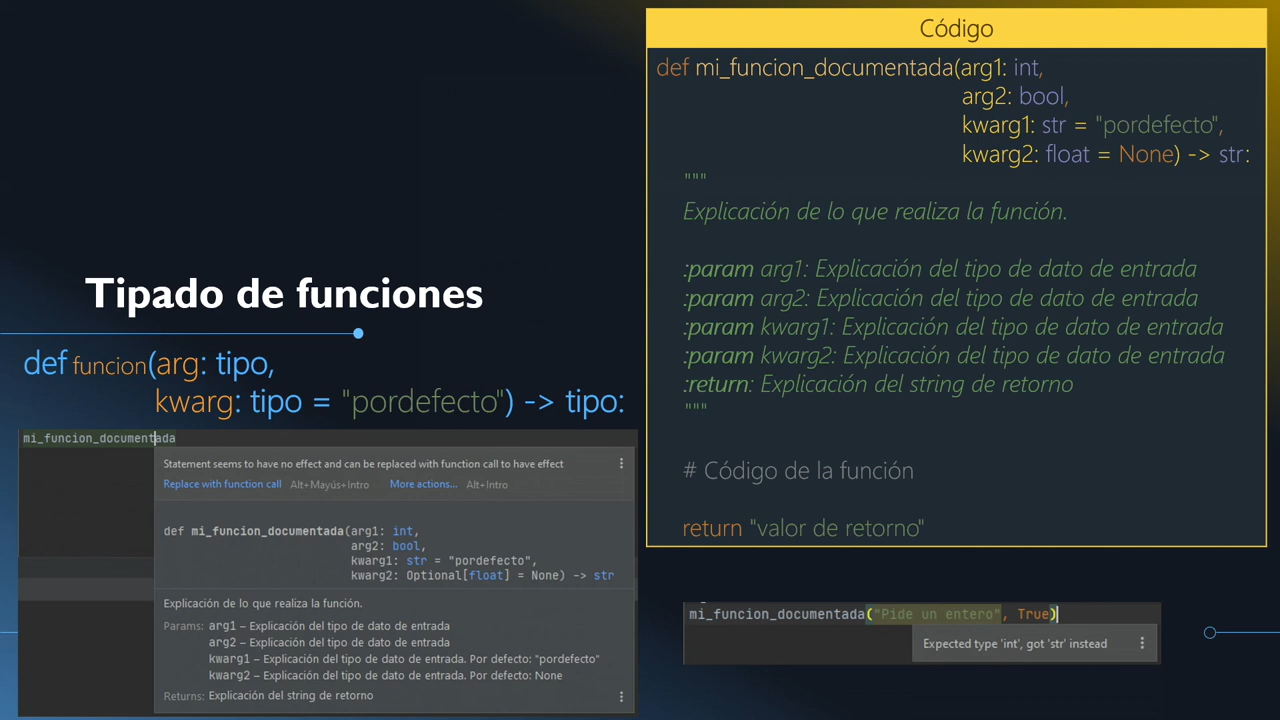 Tipado de funciones
def funcion(arg: tipo,
kwarg: tipo = "pordefecto") -> tipo:
mi_funcion_documentada
Statement seems to have no effect and can be replaced with function call to have effect
Replace with function call Alt+Mayús+Intro More actions... Alt+Intro
def mi_funcion_documentada(arg1: int,
arg2: bool,
kwarg1: str = "pordefecto",
kwarg2: Optional[float] = None) -> str
Explicación de lo que realiza la función.
Params: arg1 – Explicación del tipo de dato de entrada
arg2 – Explicación del tipo de dato de entrada
kwarg1 – Explicación del tipo de dato de entrada. Por defecto: "pordefecto"
kwarg2 – Explicación del tipo de dato de entrada. Por defecto: None
Returns: Explicación del string de retorno
Código
def mi_funcion_documentada(arg1: int,
arg2: bool,
kwarg1: str = "pordefecto",
kwarg2: float = None) -> str:
"""
Explicación de lo que realiza la función.
:param arg1: Explicación del tipo de dato de entrada
:param arg2: Explicación del tipo de dato de entrada
:param kwarg1: Explicación del tipo de dato de entrada
:param kwarg2: Explicación del tipo de dato de entrada
:return: Explicación del string de retorno
"""
# Código de la función
return "valor de retorno"
mi_funcion_documentada("Pide un entero", True)
Expected type 'int', got 'str' instead